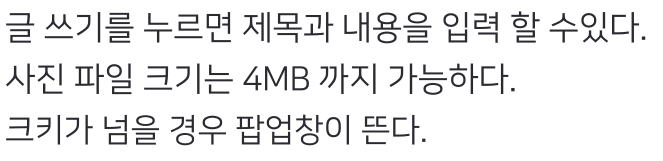 글 쓰기를 누르면 제목과 내용을 입력 할 수있다.
사진 파일 크기는 4MB 까지 가능하다.
크키가 넘을 경우 팝업창이 뜬다.